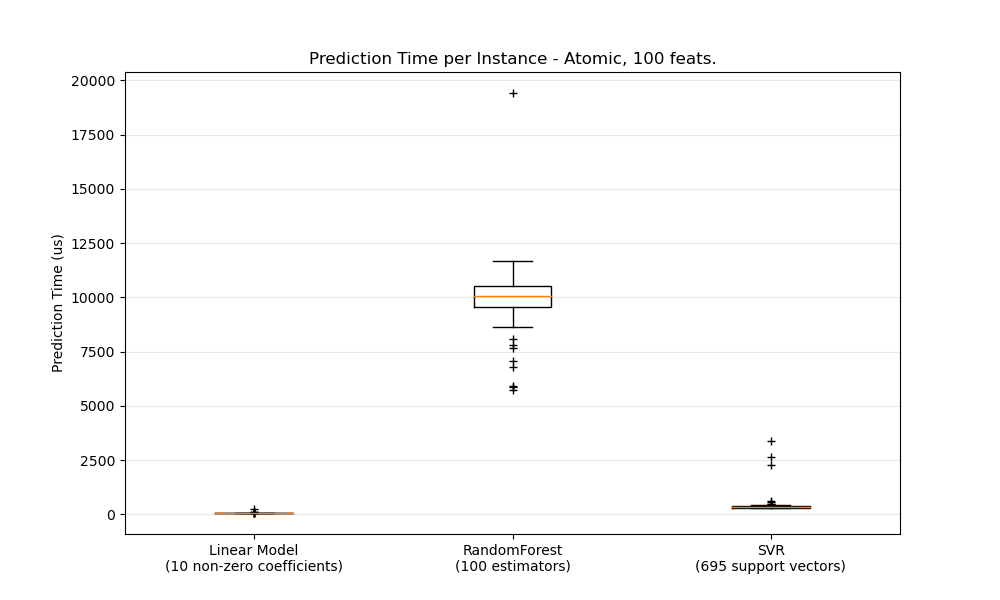 Prediction Time per Instance - Atomic, 100 feats.
20000
17500
15000
12500
10000
7500
5000
2500
0
Prediction Time (us)
Linear Model
(10 non-zero coefficients)
RandomForest
(100 estimators)
SVR
(695 support vectors)